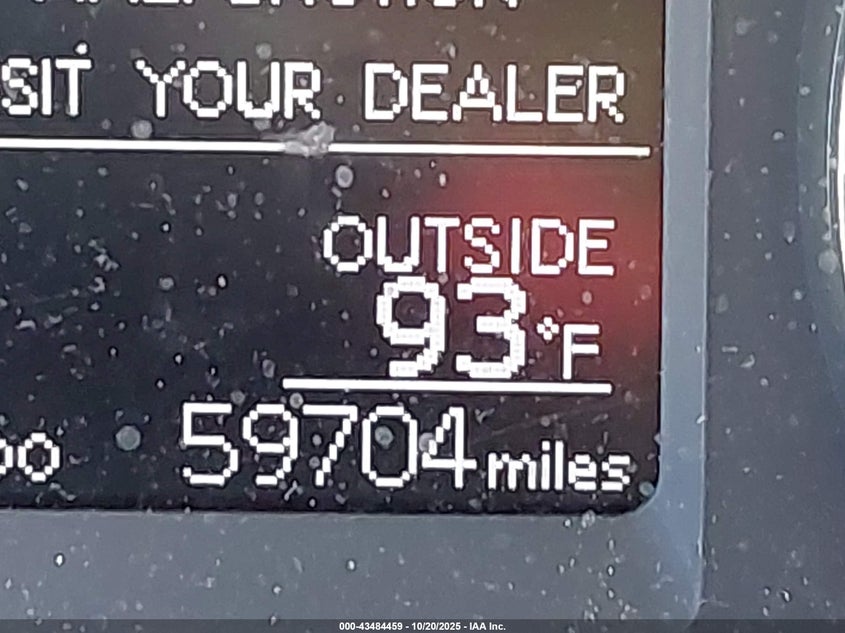 SIT YOUR DEALER
OUTSIDE
93°F
59704 miles
000-43484459 - 10/20/2025 - IAA Inc.